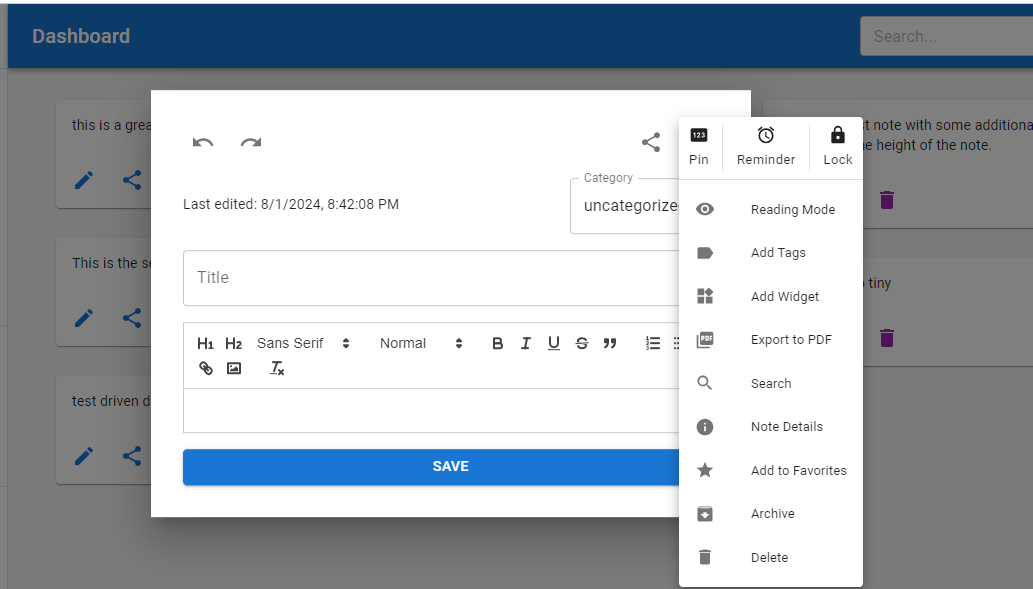 Dashboard
Search...
this is a grea
t note with some additiona
e height of the note.
Pin
Reminder
Lock
Last edited: 8/1/2024, 8:42:08 PM
Category
uncategorize
Reading Mode
Add Tags
This is the s
tiny
Add Widget
Title
Export to PDF
H1 H2 Sans Serif Normal B I U S
PDF
Search
test driven d
Note Details
SAVE
Add to Favorites
Archive
Delete